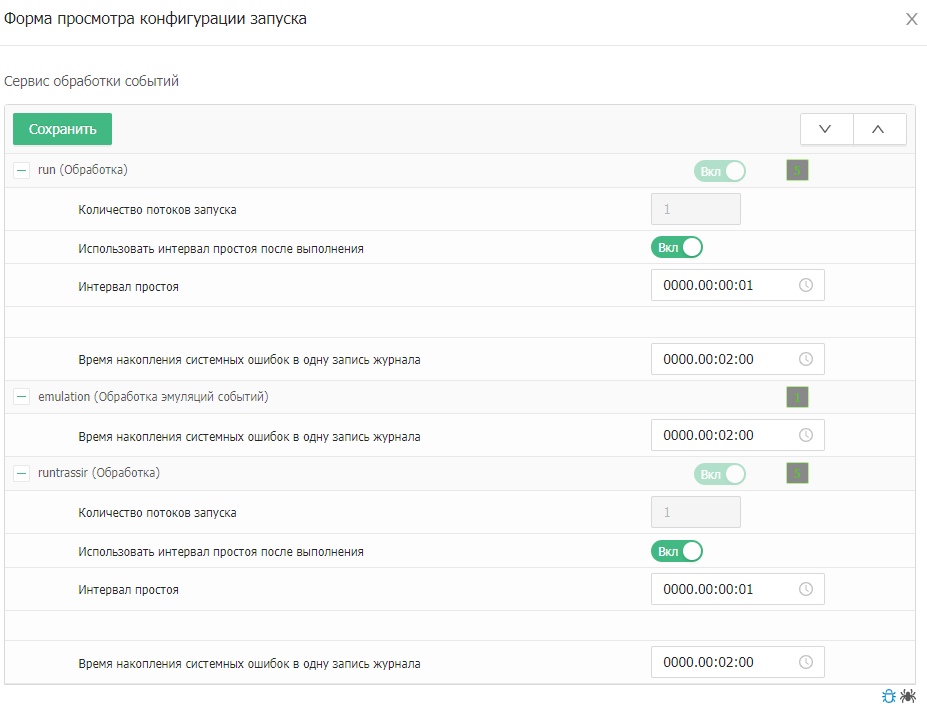 Форма просмотра конфигурации запуска
Сервис обработки событий
Сохранить
run (Обработка) Вкл
Количество потоков запуска 1
Использовать интервал простоя после выполнения Вкл
Интервал простоя 0000.00:00:01
Время накопления системных ошибок в одну запись журнала 0000.00:02:00
emulation (Обработка эмуляций событий)
Время накопления системных ошибок в одну запись журнала 0000.00:02:00
runtrassir (Обработка) Вкл
Количество потоков запуска 1
Использовать интервал простоя после выполнения Вкл
Интервал простоя 0000.00:00:01
Время накопления системных ошибок в одну запись журнала 0000.00:02:00